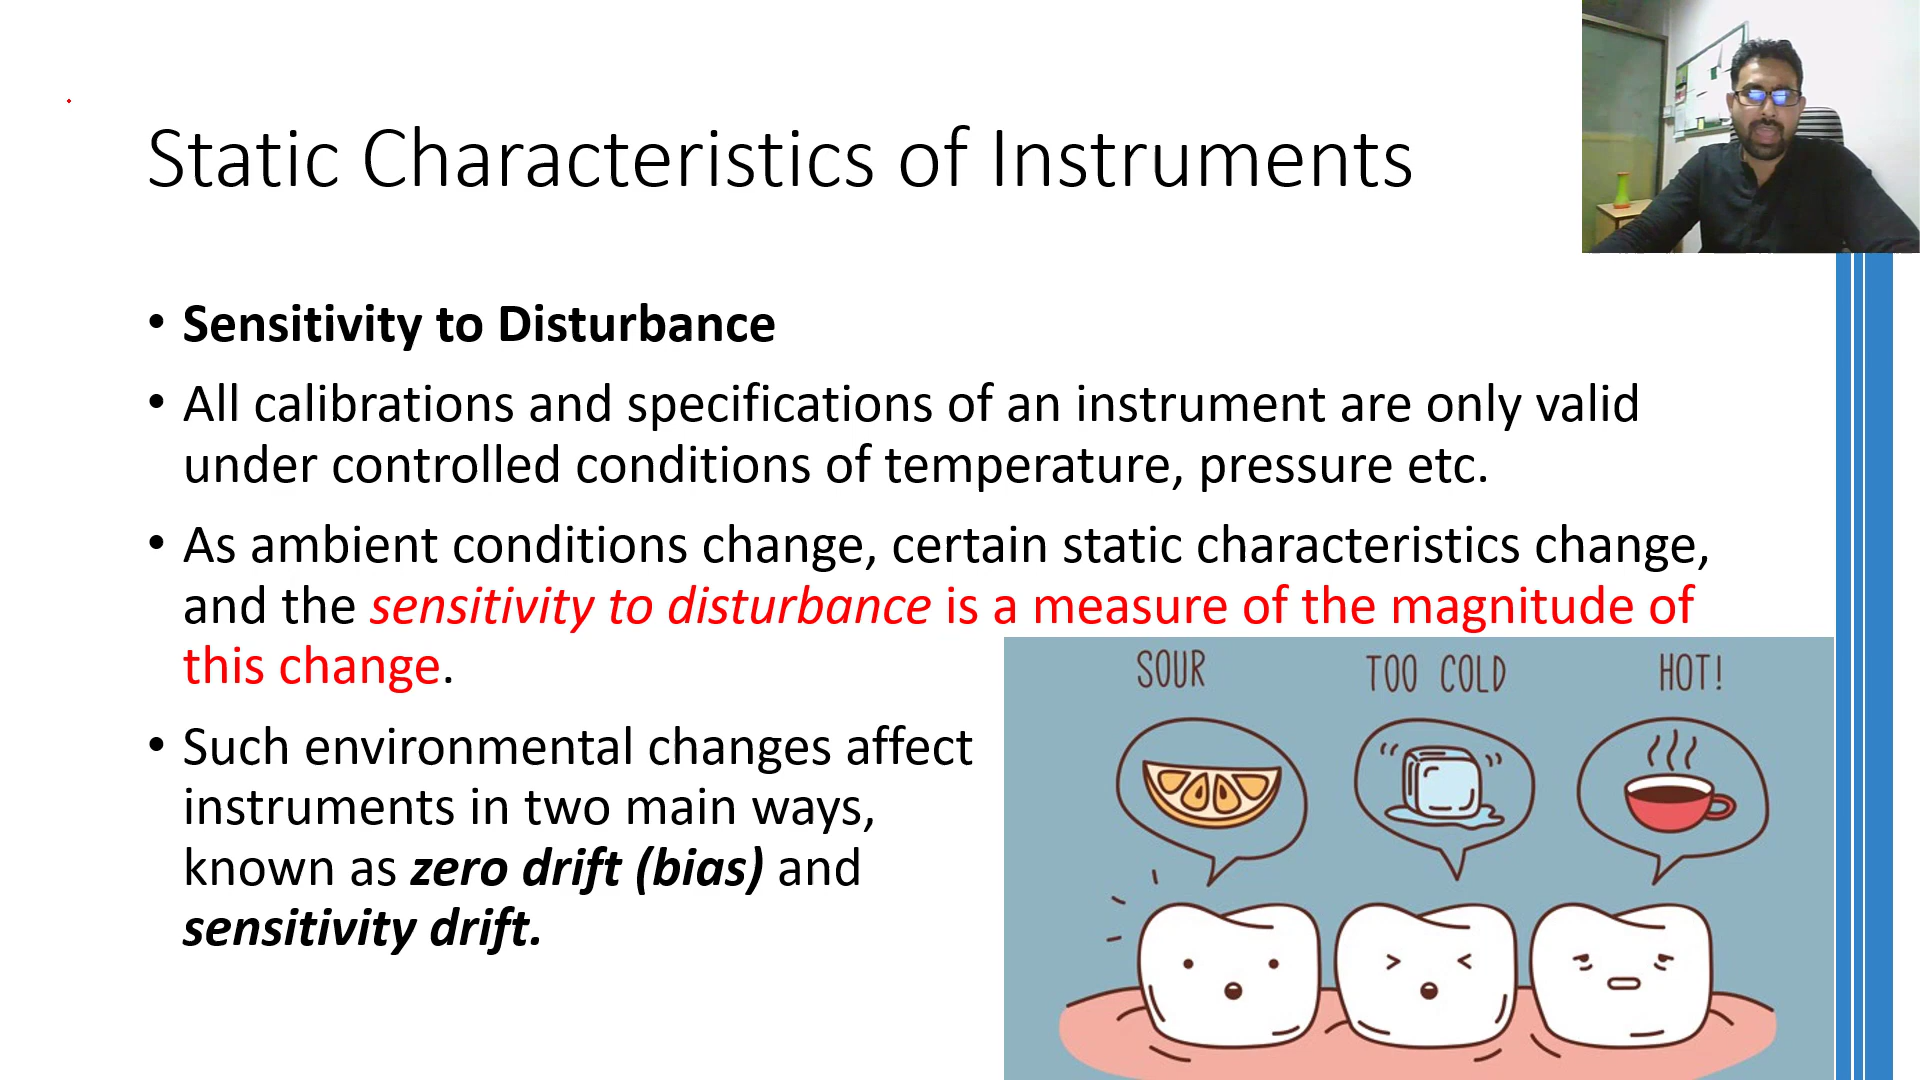 Static Characteristics of Instruments
• Sensitivity to Disturbance
• All calibrations and specifications of an instrument are only valid
under controlled conditions of temperature, pressure etc.
• As ambient conditions change, certain static characteristics change,
and the sensitivity to disturbance is a measure of the magnitude of
this change.
• Such environmental changes affect
instruments in two main ways,
known as zero drift (bias) and
sensitivity drift.
SOUR
TOO COLD
HOT!